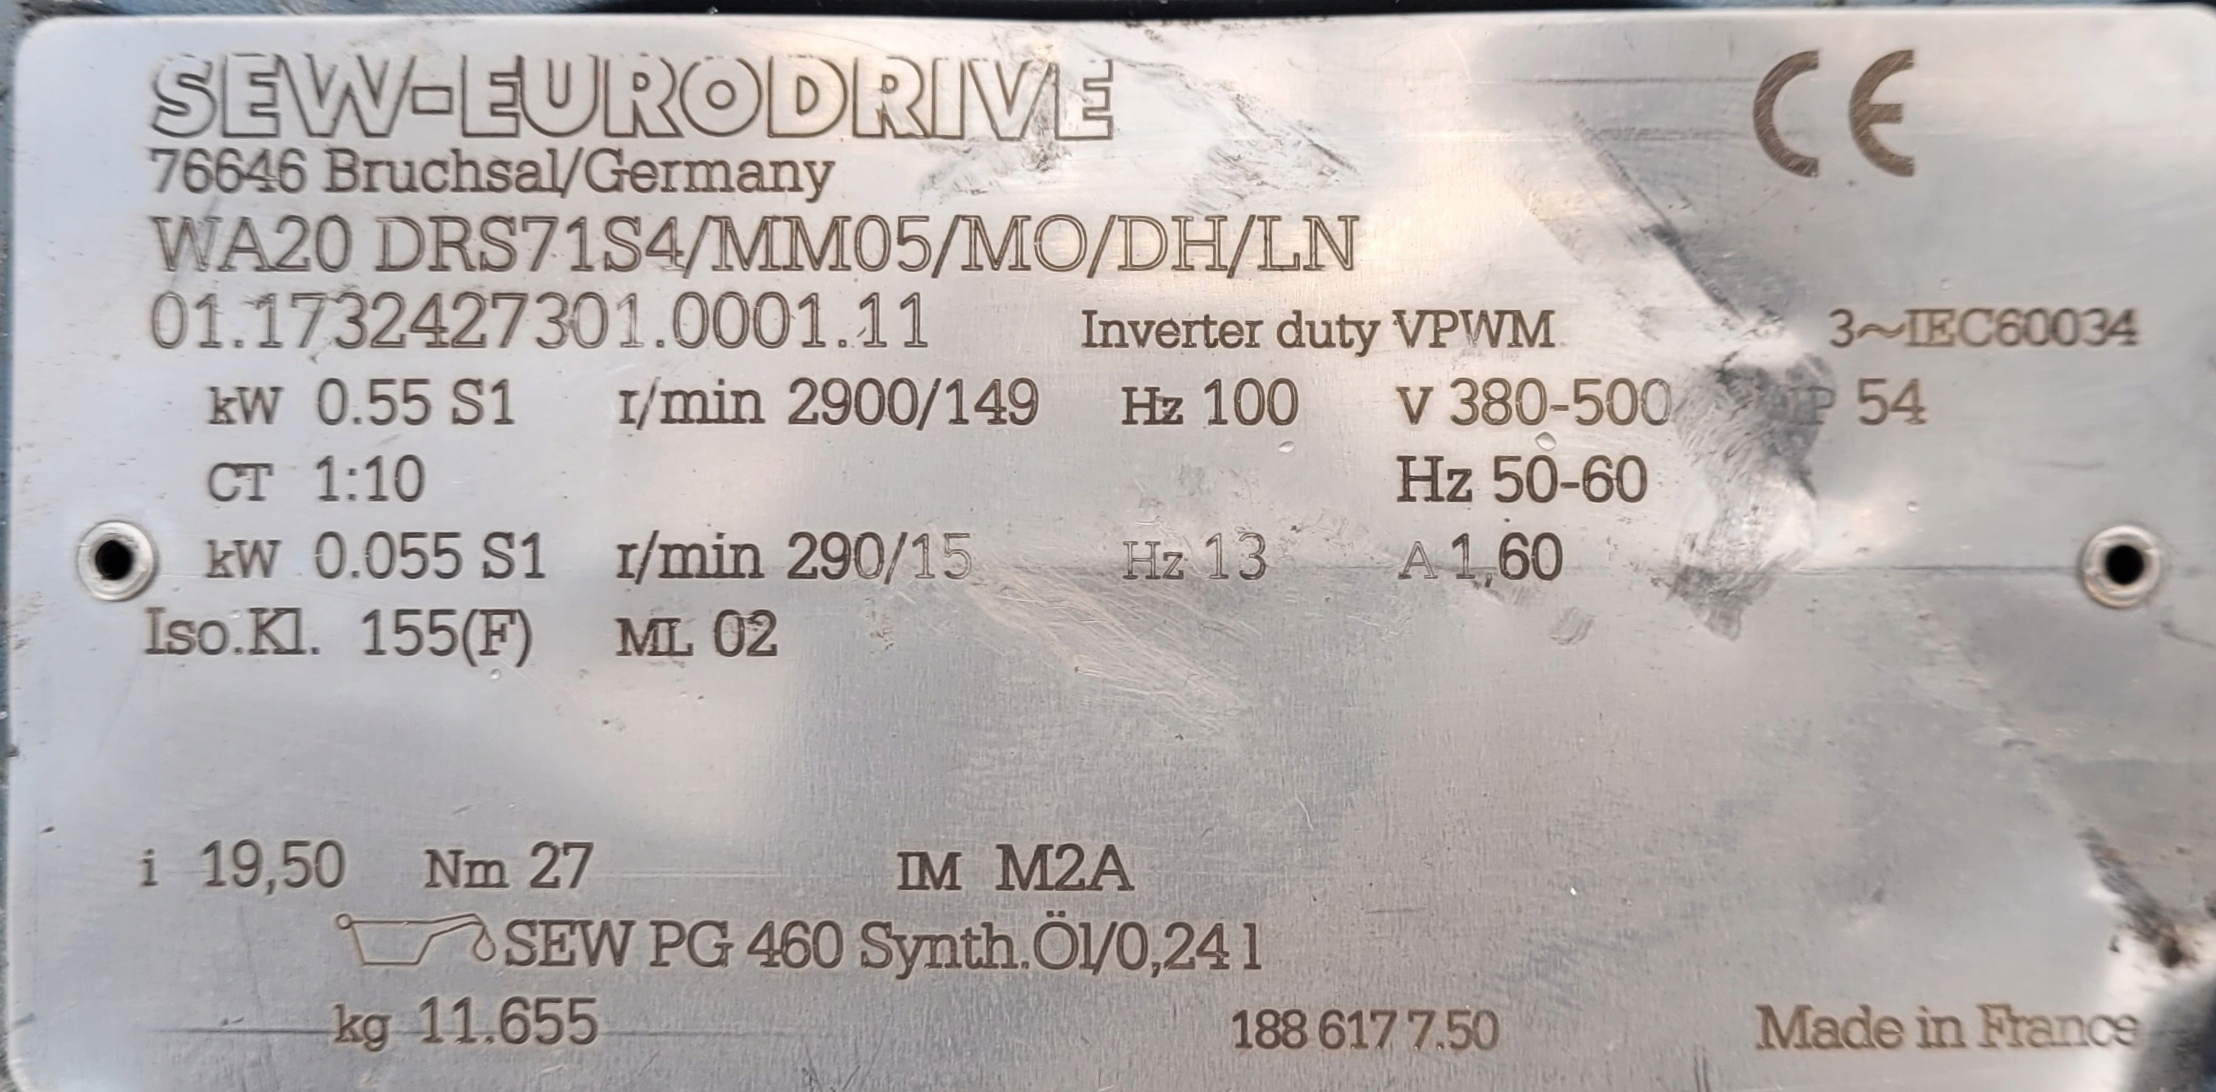 SEW-EURODRIVE CE
76646 Bruchsal/Germany
WA20 DRS71S4/MM05/MO/DH/LN
01.1732427301.0001.11 Inverter duty VPWM 3~IEC60034
kW 0.55 S1 r/min 2900/149 Hz 100 V 380-500 IP 54
CT 1:10 Hz 50-60
kW 0.055 S1 r/min 290/15 Hz 13 A 1,60
Iso.Kl. 155(F) ML 02
i 19,50 Nm 27 IM M2A
SEW PG 460 Synth.Öl/0,24 l
kg 11.655 188 617 7.50 Made in France